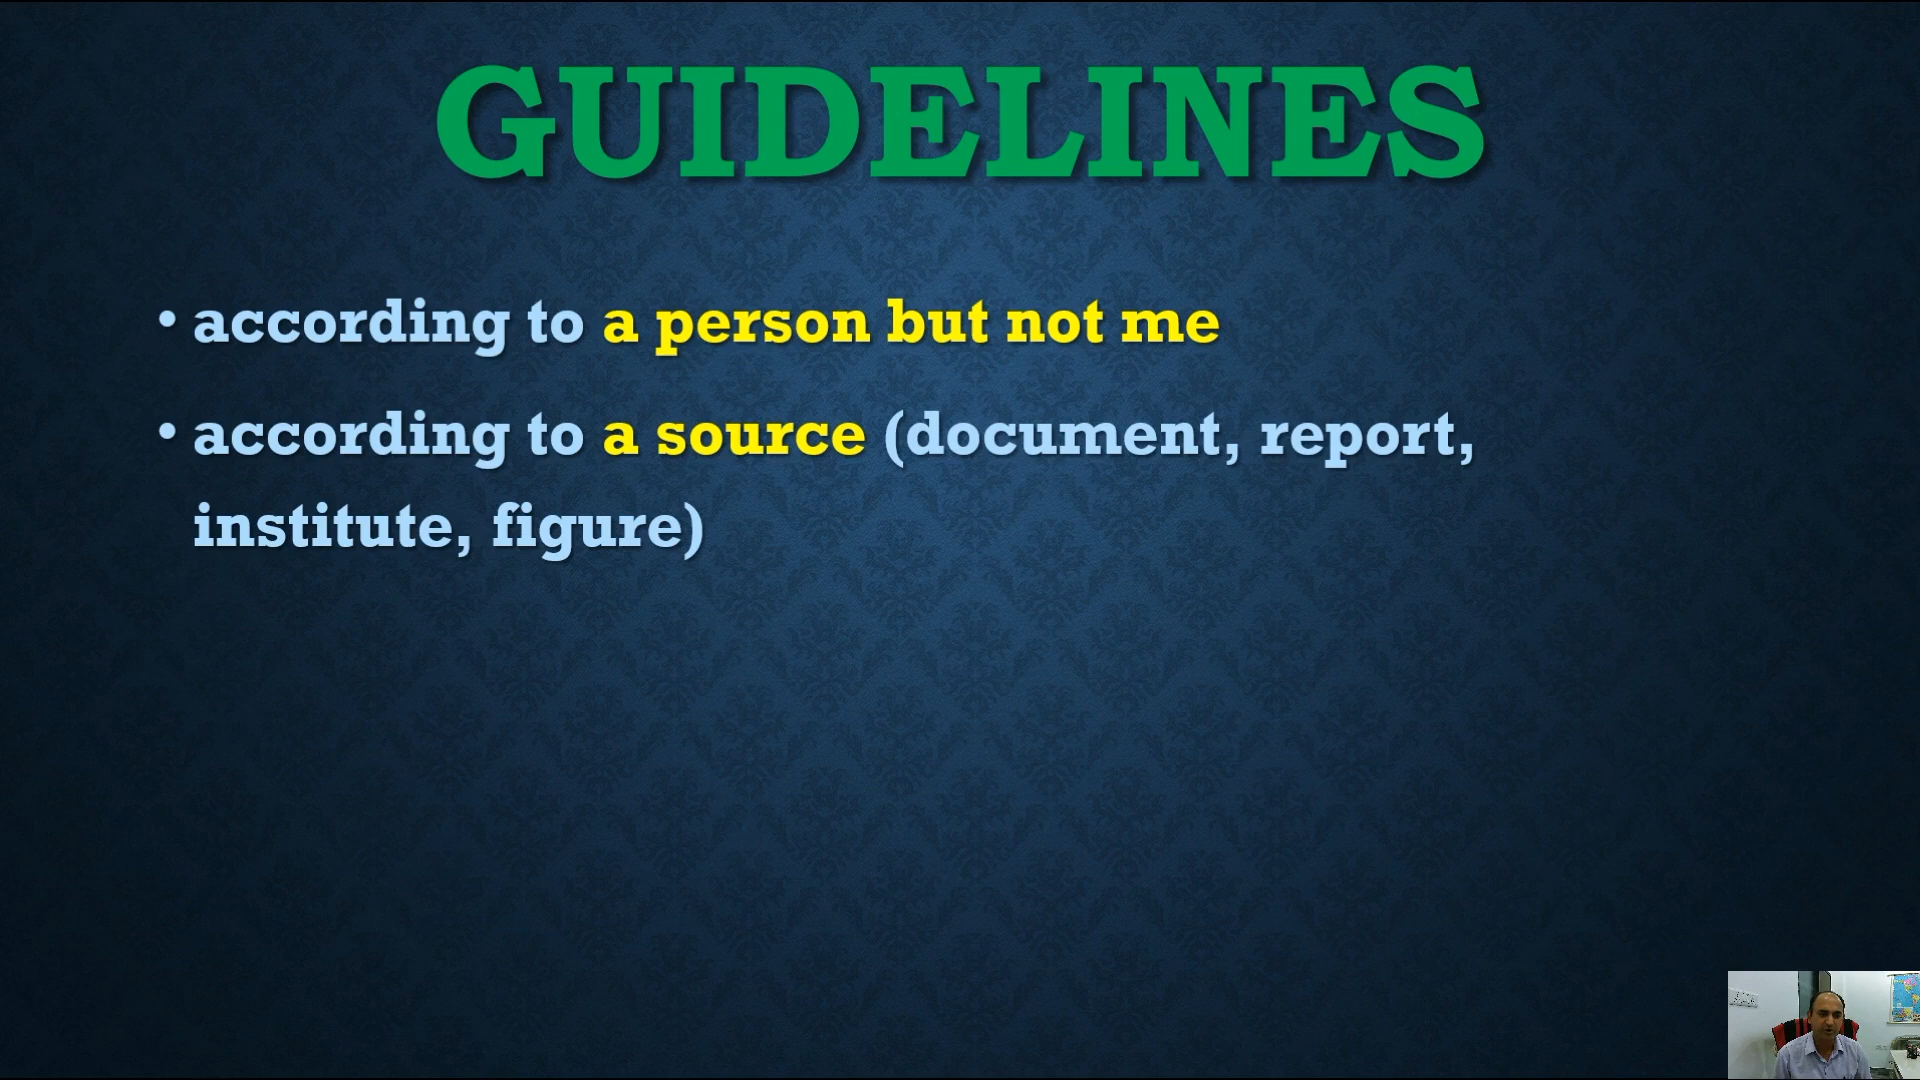 GUIDELINES
• according to a person but not me
• according to a source (document, report,
institute, figure)